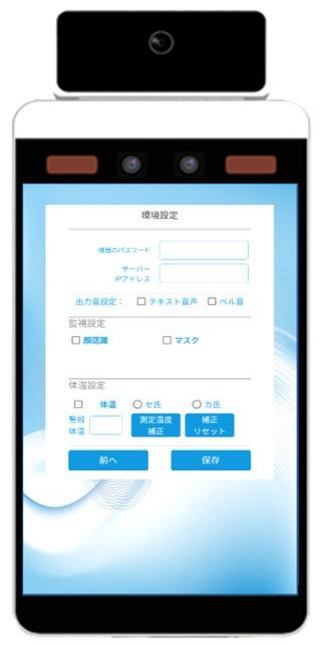 環境設定
機器のパスワード
サーバー
IPアドレス
出力音設定： テキスト音声 ベル音
監視設定
顔認識 マスク
体温設定
体温 セ氏 カ氏
警報
体温
測定温度
補正
補正
リセット
前へ 保存